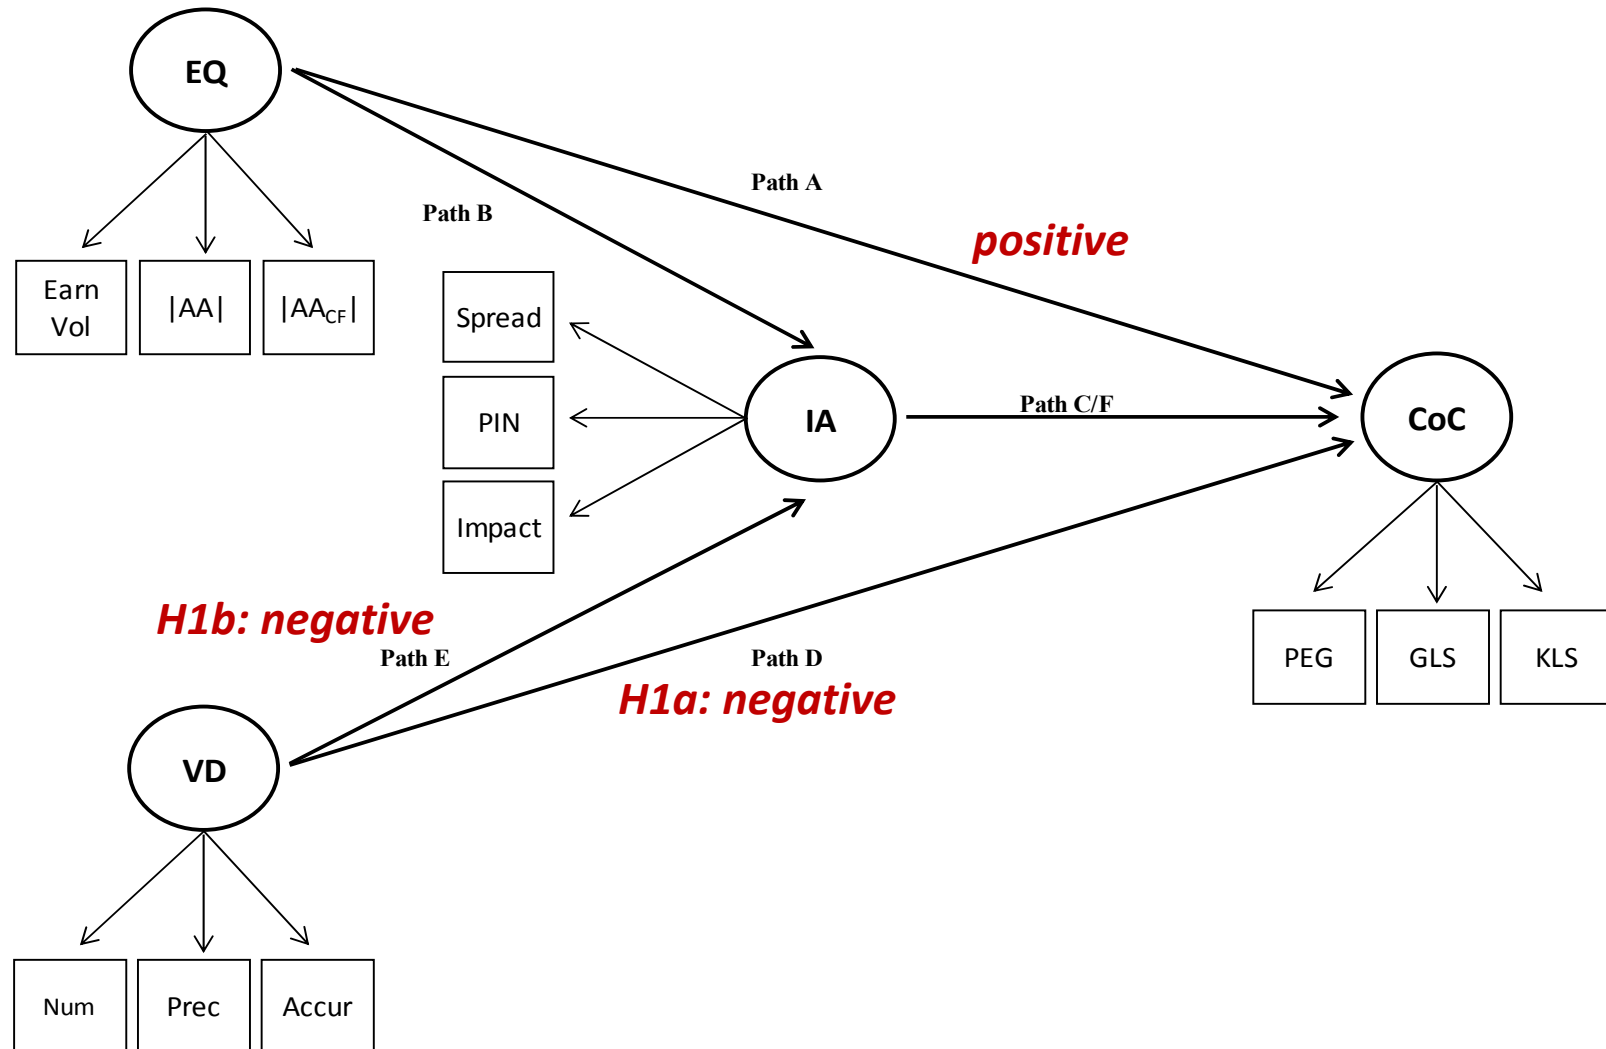 EQ
Path A
Path B
positive
Earn
Vol
|AA|
|AA_CF|
Spread
PIN
Impact
IA
Path C/F
CoC
H1b: negative
Path E
Path D
H1a: negative
PEG
GLS
KLS
VD
Num
Prec
Accur